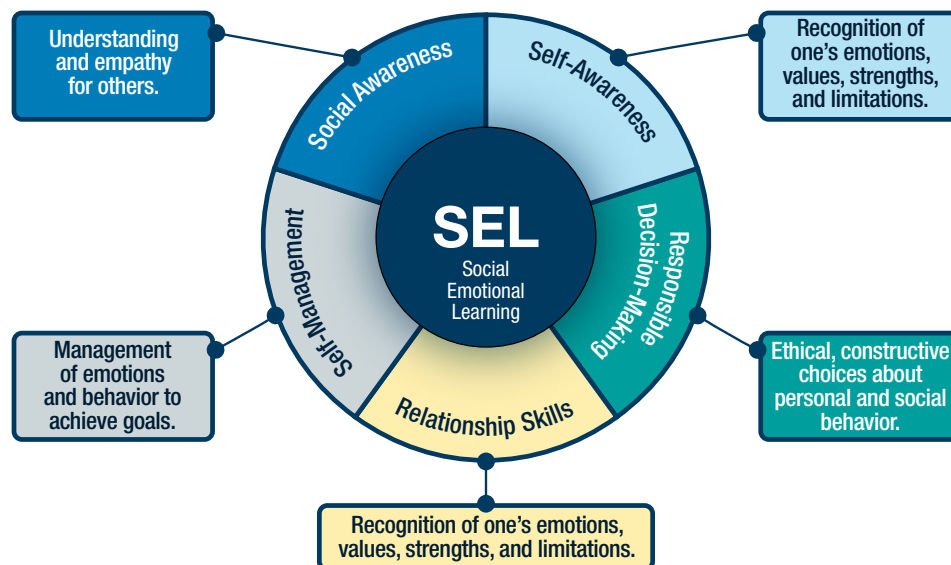 Understanding
and empathy
for others.
Social Awareness
Self-Awareness
Recognition of
one’s emotions,
values, strengths,
and limitations.
SEL
Social
Emotional
Learning
Self-Management
Responsible
Decision-Making
Management
of emotions
and behavior to
achieve goals.
Relationship Skills
Ethical, constructive
choices about
personal and social
behavior.
Recognition of one’s emotions,
values, strengths, and limitations.